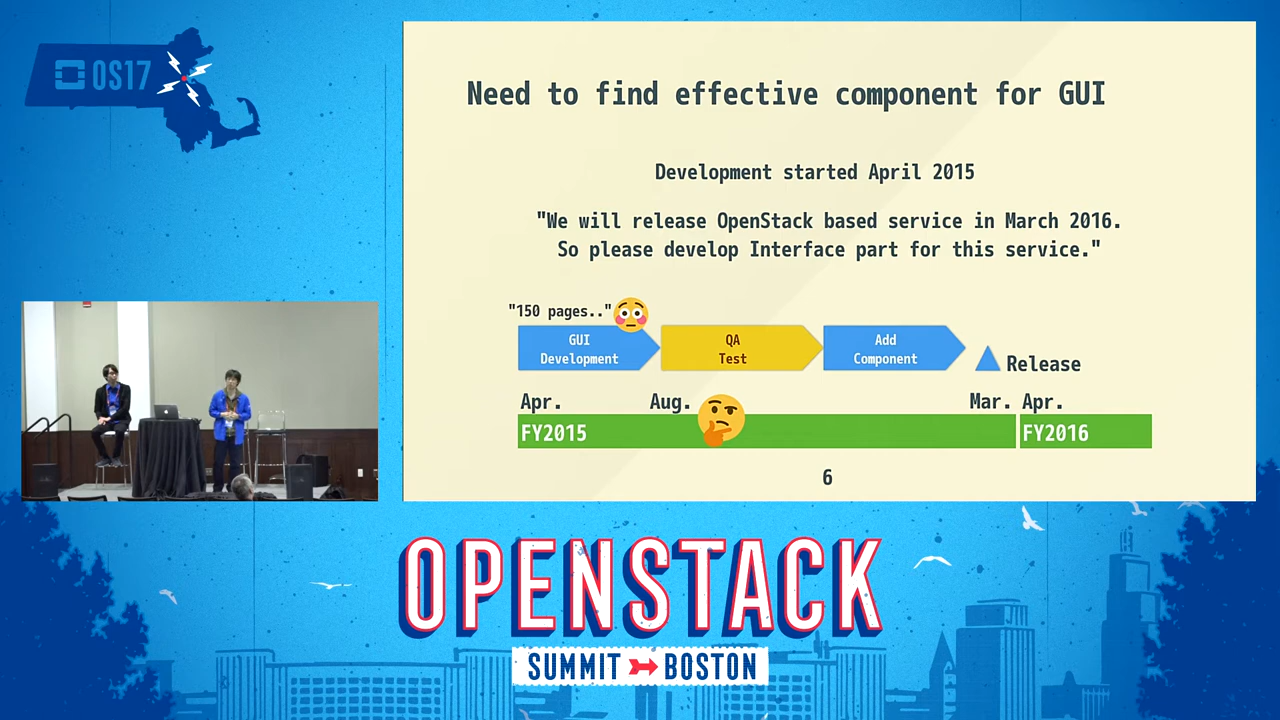 OS17
Need to find effective component for GUI
Development started April 2015
"We will release OpenStack based service in March 2016.
So please develop Interface part for this service."
"150 pages.."
GUI
Development
QA
Test
Add
Component
Release
Apr.
Aug.
Mar.
Apr.
FY2015
FY2016
6
OPENSTACK
SUMMIT BOSTON